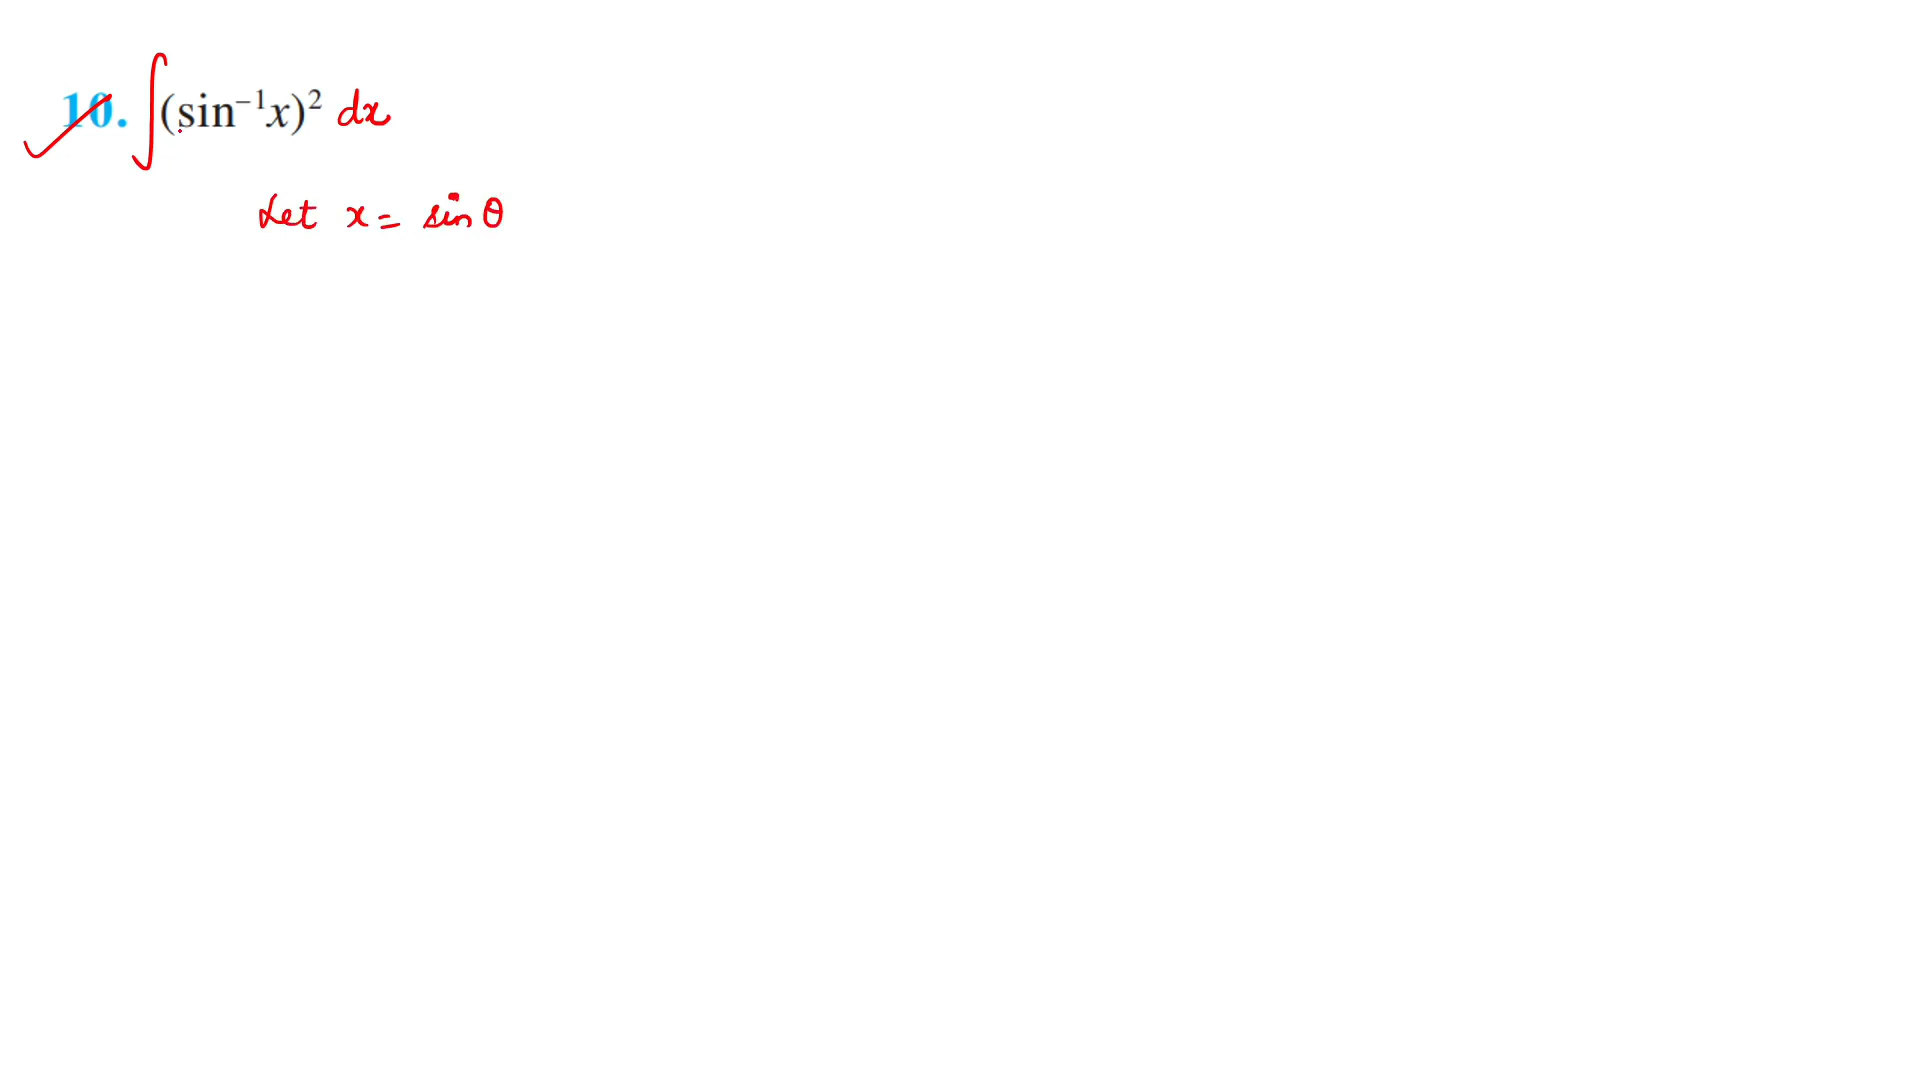 10. ∫(sin⁻¹x)² dx
Let x = sin θ